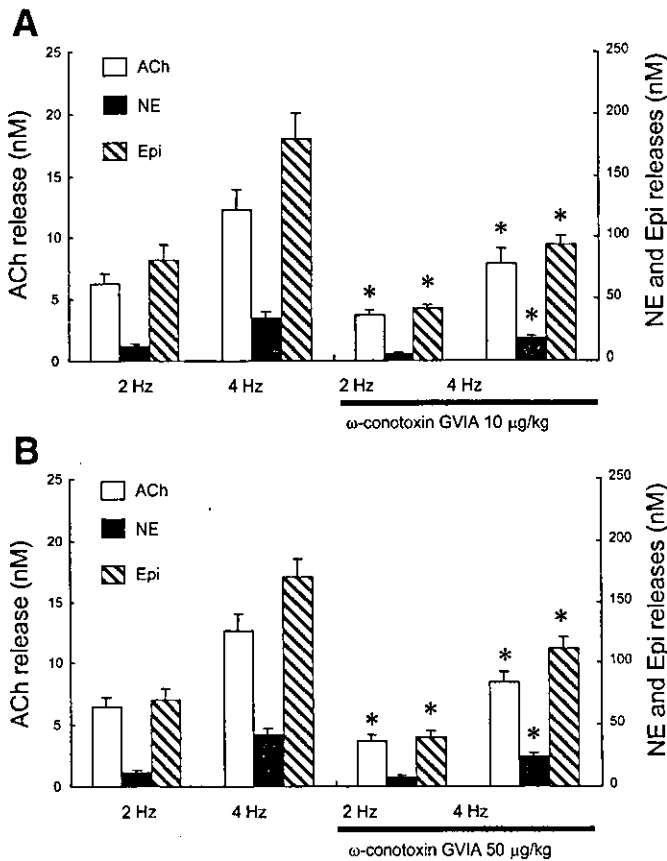 A
25
20
15
10
5
0
ACh release (nM)
ACh
NE
Epi
250
200
150
100
50
0
NE and Epi releases (nM)
* * * * *
2 Hz 4 Hz 2 Hz 4 Hz
ω-conotoxin GVIA 10 μg/kg
B
25
20
15
10
5
0
ACh release (nM)
ACh
NE
Epi
250
200
150
100
50
0
NE and Epi releases (nM)
* * * * *
2 Hz 4 Hz 2 Hz 4 Hz
ω-conotoxin GVIA 50 μg/kg